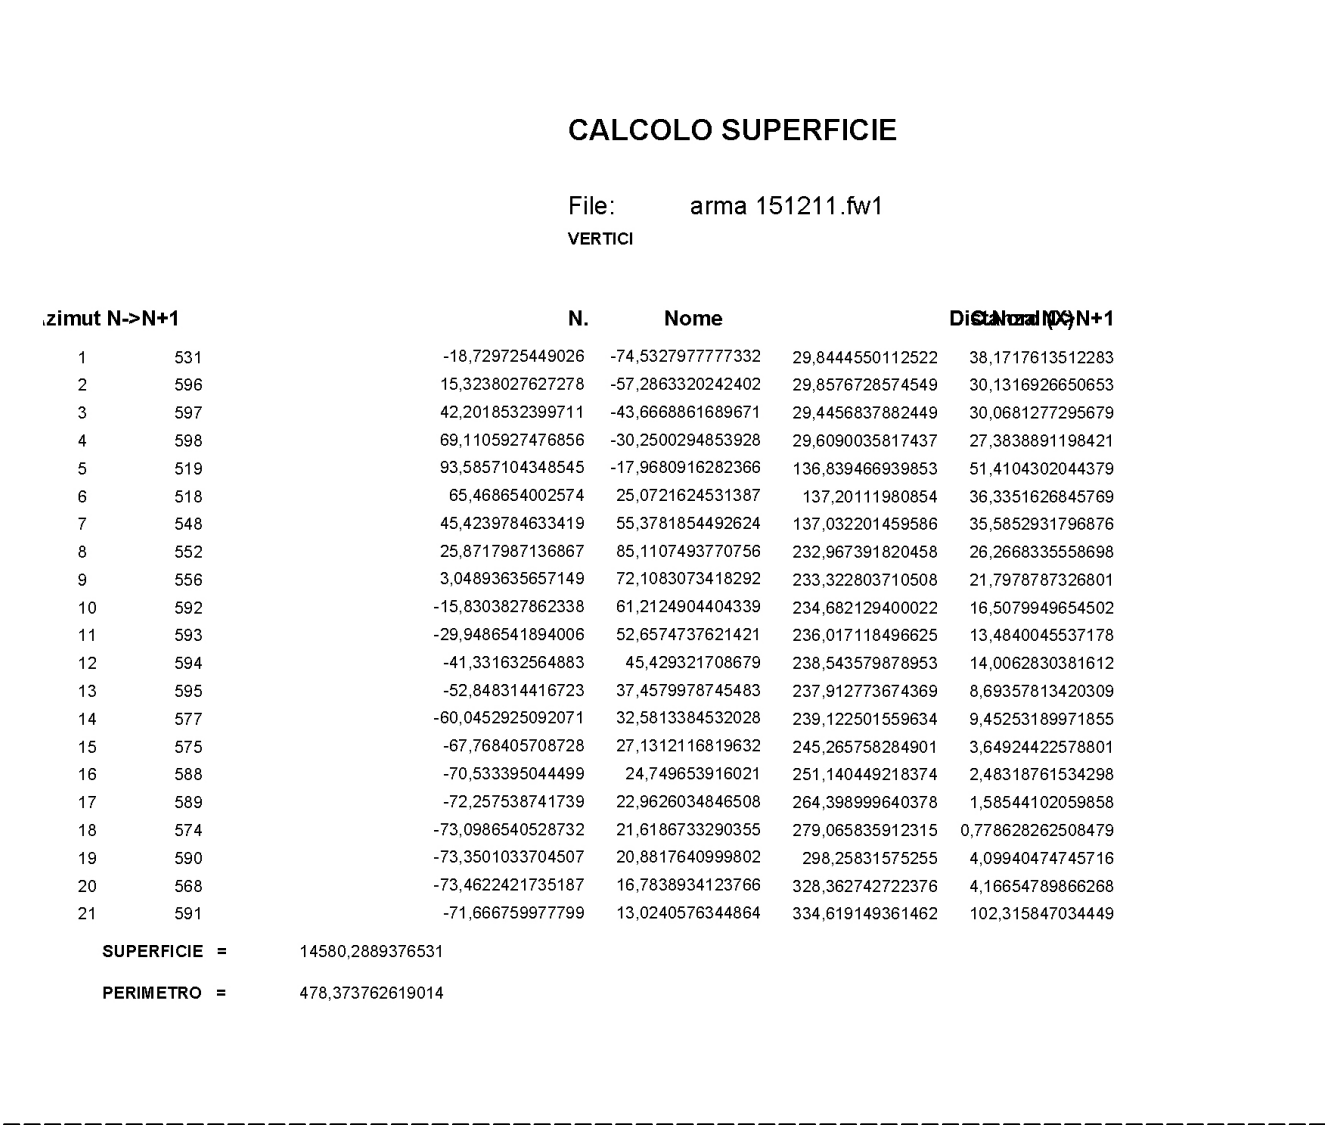 CALCOLO SUPERFICIE
File: arma 151211.fw1
VERTICI
zimut N->N+1 N. Nome
1 531 -18,729725449026 -74,5327977777332 29,8444550112522 38,1717613512283
2 596 15,3238027627278 -57,2863320242402 29,8576728574549 30,1316926650653
3 597 42,2018532399711 -43,6668861689671 29,4456837882449 30,0681277295679
4 598 69,1105927476856 -30,2500294853928 29,6090035817437 27,3838891198421
5 519 93,5857104348545 -17,9680916282366 136,839466939853 51,4104302044379
6 518 65,468654002574 25,0721624531387 137,20111980854 36,3351626845769
7 548 45,4239784633419 55,3781854492624 137,032201459586 35,5852931796876
8 552 25,8717987136867 85,1107493770756 232,967391820458 26,2668335558698
9 556 3,04893635657149 72,1083073418292 233,322803710508 21,7978787326801
10 592 -15,8303827862338 61,2124904404339 234,682129400022 16,5079949654502
11 593 -29,9486541894006 52,6574737621421 236,017118496625 13,4840045537178
12 594 -41,331632564883 45,429321708679 238,543579878953 14,0062830381612
13 595 -52,848314416723 37,4579978745483 237,912773674369 8,69357813420309
14 577 -60,0452925092071 32,5813384532028 239,122501559634 9,45253189971855
15 575 -67,768405708728 27,1312116819632 245,265758284901 3,64924422578801
16 588 -70,533395044499 24,749653916021 251,140449218374 2,48318761534298
17 589 -72,257538741739 22,9626034846508 264,398999640378 1,58544102059858
18 574 -73,0986540528732 21,6186733290355 279,065835912315 0,778628262508479
19 590 -73,3501033704507 20,8817640999802 298,25831575255 4,09940474745716
20 568 -73,4622421735187 16,7838934123766 328,362742722376 4,16654789866268
21 591 -71,666759977799 13,0240576344864 334,619149361462 102,315847034449
SUPERFICIE = 14580,2889376531
PERIMETRO = 478,373762619014